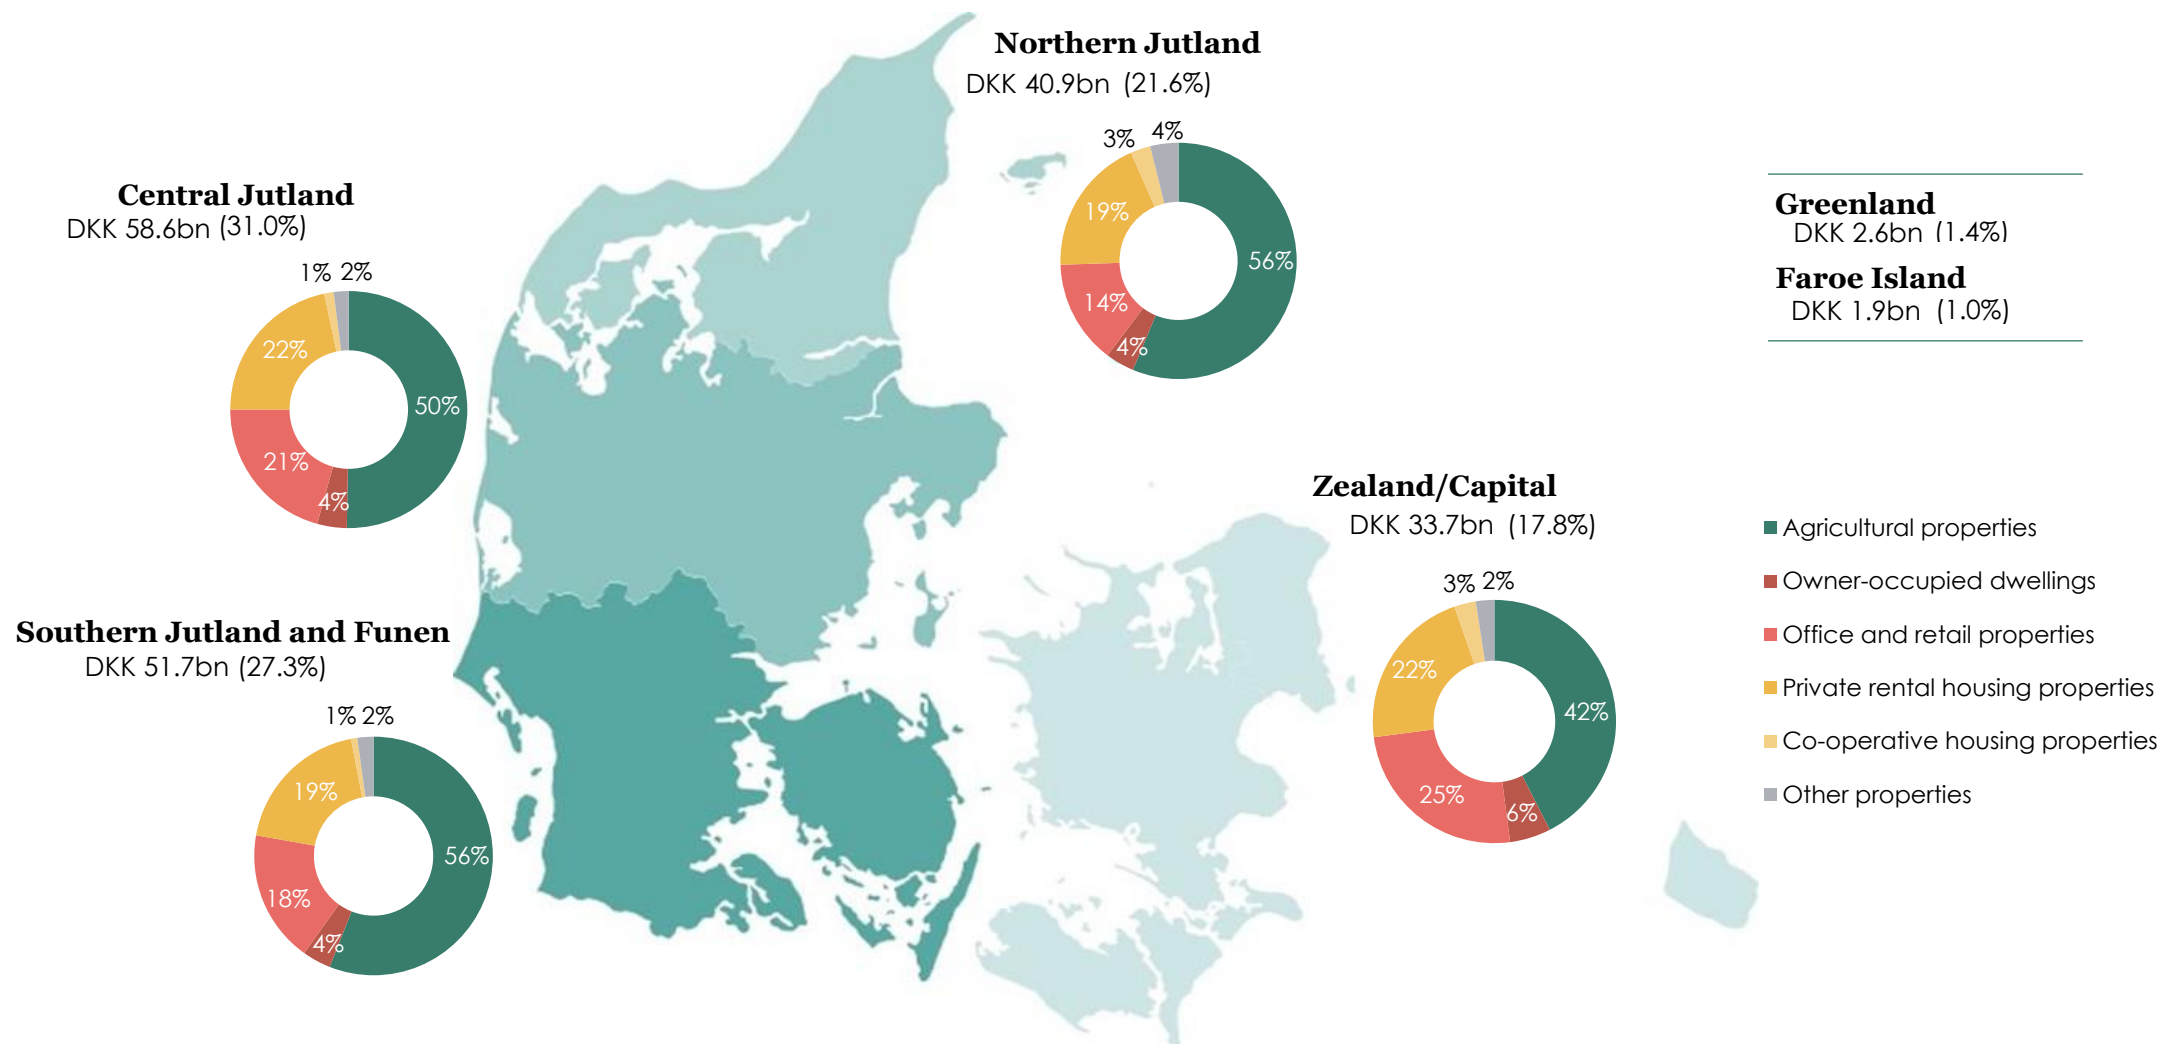 Northern Jutland
DKK 40.9bn (21.6%)
3% 4%
19%
56%
14%
4%
Central Jutland
DKK 58.6bn (31.0%)
1% 2%
22%
50%
21%
4%
Greenland
DKK 2.6bn (1.4%)
Faroe Island
DKK 1.9bn (1.0%)
Zealand/Capital
DKK 33.7bn (17.8%)
3% 2%
22%
42%
25%
6%
Southern Jutland and Funen
DKK 51.7bn (27.3%)
1% 2%
19%
56%
18%
4%
Agricultural properties
Owner-occupied dwellings
Office and retail properties
Private rental housing properties
Co-operative housing properties
Other properties